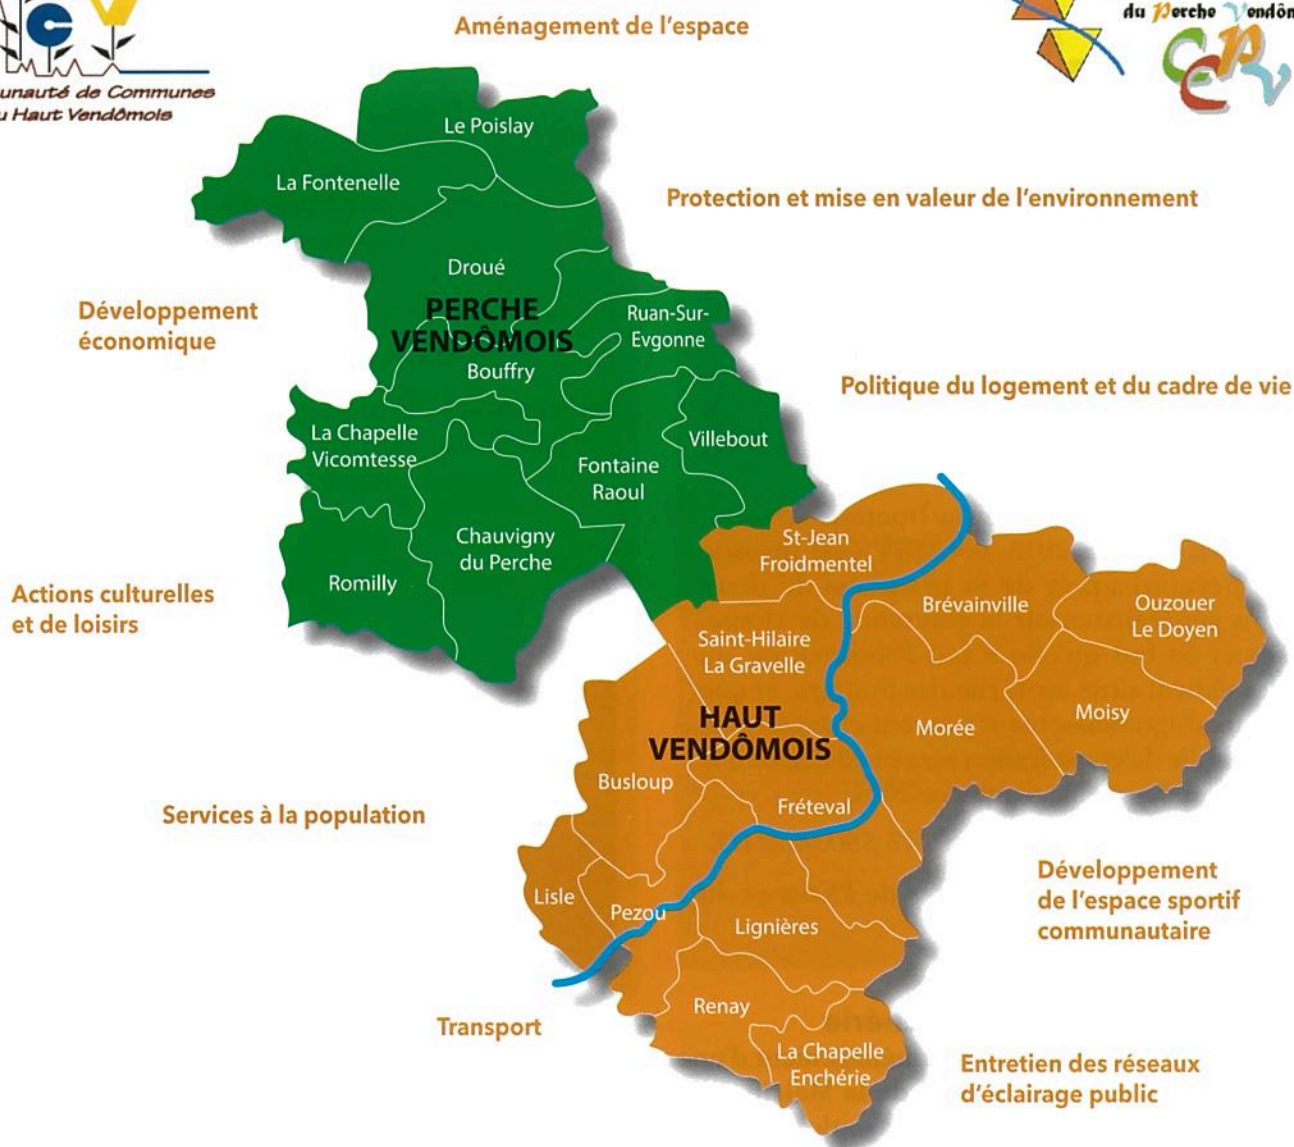 Aménagement de l'espace
du Perche
Communes
Haut Vendômois
Le Poislay
La Fontenelle
Protection et mise en valeur de l'environnement
Droué
Développement
économique
PERCHE
VENDÔMOIS
Ruan-Sur-
Evgonne
Bouffry
Politique du logement et du cadre de vie
La Chapelle
Vicomtesse
Villebout
Fontaine
Raoul
Chauvigny
du Perche
St-Jean
Froidmentel
Romilly
Actions culturelles
et de loisirs
Brévainville
Ouzouer
Le Doyen
Saint-Hilaire
La Gravelle
HAUT
VENDÔMOIS
Morée
Moisy
Busloup
Fréteval
Services à la population
Développement
de l'espace sportif
communautaire
Lisle
Pezou
Lignières
Renay
Transport
La Chapelle
Enchérie
Entretien des réseaux
d'éclairage public